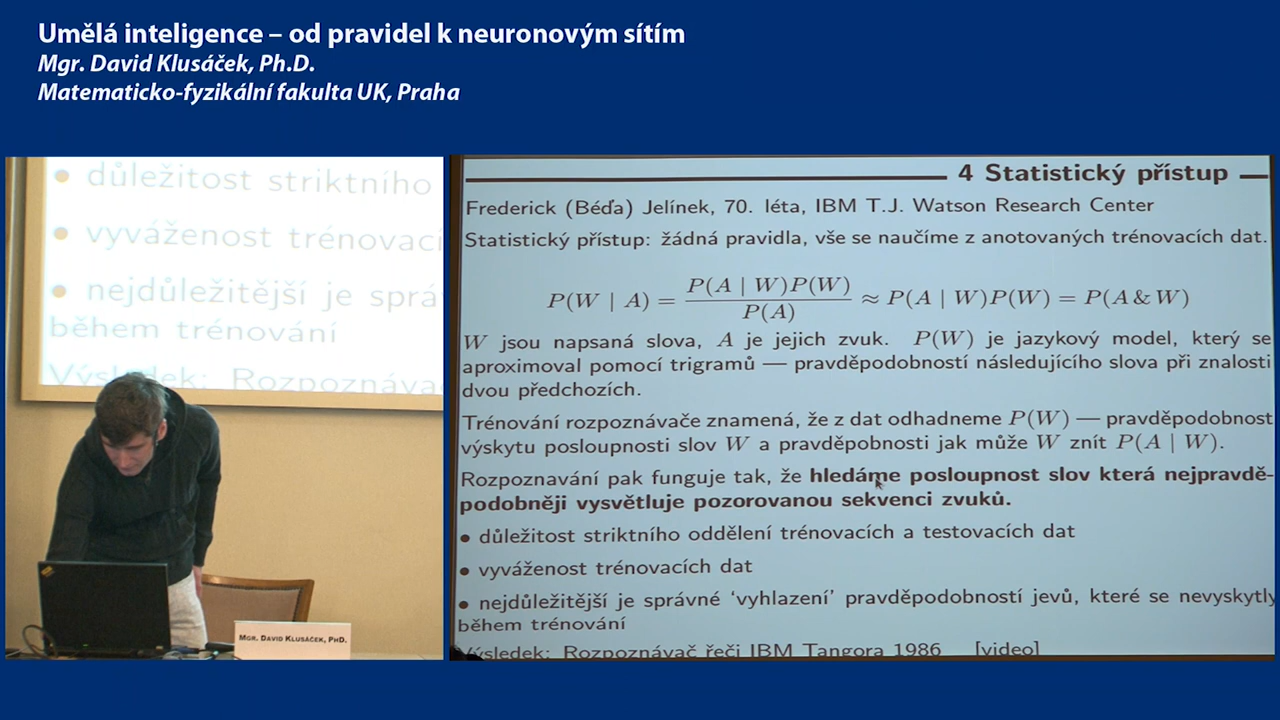 Umělá inteligence – od pravidel k neuronovým sítím
Mgr. David Klusáček, Ph.D.
Matematicko-fyzikální fakulta UK, Praha
• důležitost striktního
• vyváženost trénovací
• nejdůležitější je sprá
během trénování
Výsledek: Rozpoznávač
Mgr. David Klusáček, PhD.
4 Statistický přístup
Frederick (Béďa) Jelínek, 70. léta, IBM T.J. Watson Research Center
Statistický přístup: žádná pravidla, vše se naučíme z anotovaných trénovacích dat.
P(W | A) = P(A | W)P(W) / P(A) ≈ P(A | W)P(W) = P(A & W)
W jsou napsaná slova, A je jejich zvuk. P(W) je jazykový model, který se
aproximoval pomocí trigramů — pravděpodobností následujícího slova při znalosti
dvou předchozích.
Trénování rozpoznávače znamená, že z dat odhadneme P(W) — pravděpodobnost
výskytu posloupnosti slov W a pravděpobnosti jak může W znít P(A | W).
Rozpoznávání pak funguje tak, že hledáme posloupnost slov která nejpravdě-
podobněji vysvětluje pozorovanou sekvenci zvuků.
• důležitost striktního oddělení trénovacích a testovacích dat
• vyváženost trénovacích dat
• nejdůležitější je správné ‘vyhlazení’ pravděpodobností jevů, které se nevyskytly
během trénování
Výsledek: Rozpoznávač řeči IBM Tangora 1986 [video]